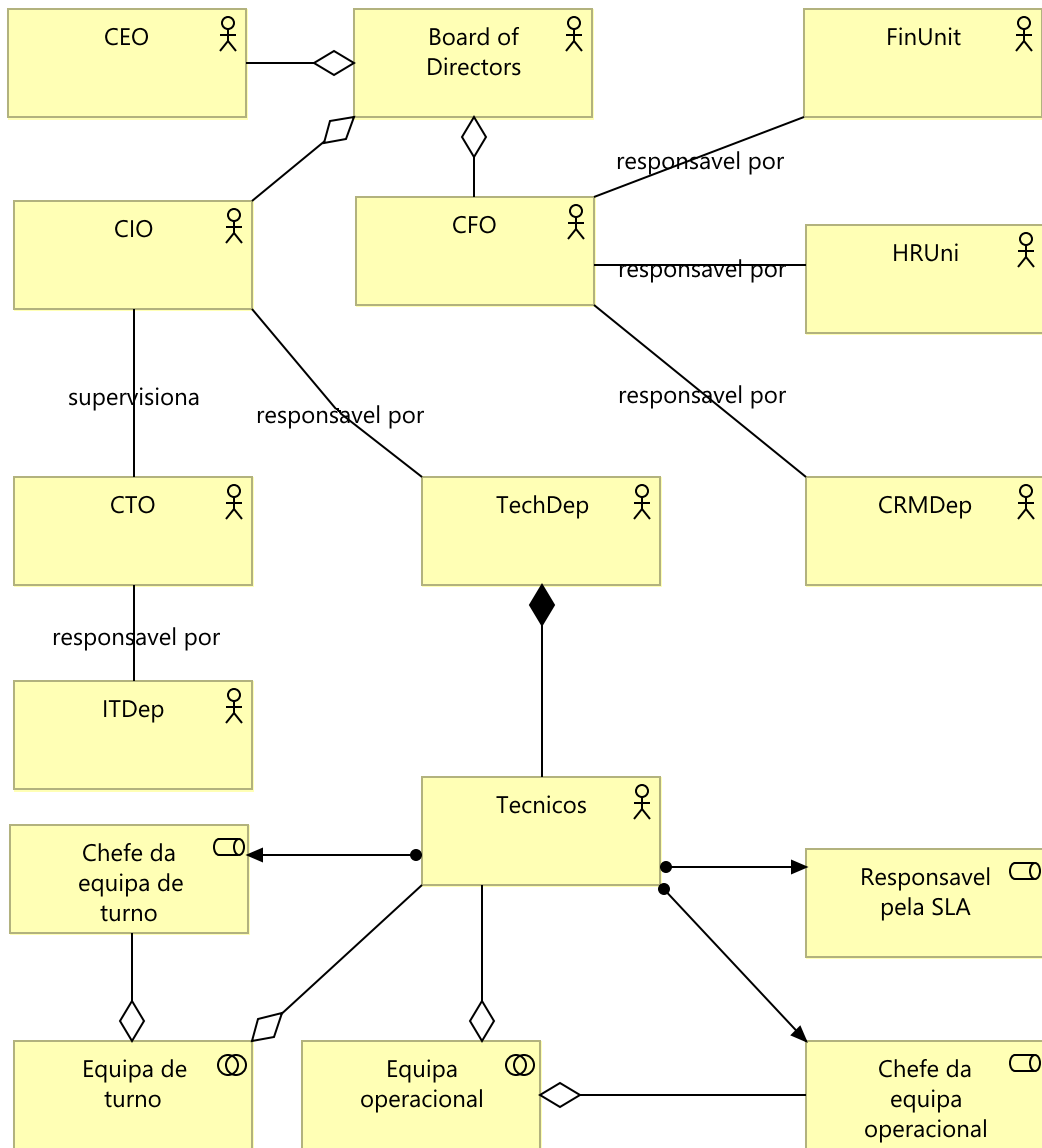 CEO
Board of
Directors
FinUnit
responsavel por
CIO
CFO
HRUni
responsavel por
supervisiona
responsavel por
responsavel por
CTO
TechDep
CRMDep
responsavel por
ITDep
Tecnicos
Chefe da
equipa de
turno
Responsavel
pela SLA
Equipa de
turno
Equipa
operacional
Chefe da
equipa
operacional